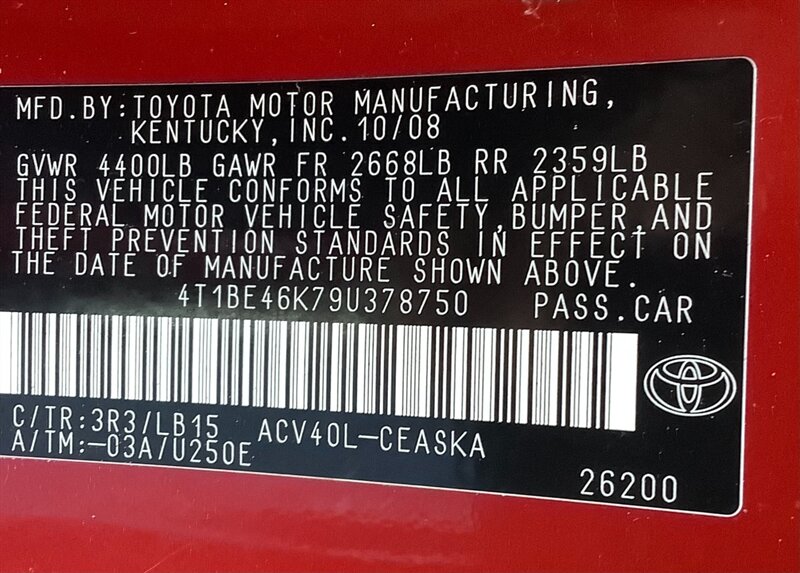 MFD.BY:TOYOTA MOTOR MANUFACTURING,
KENTUCKY,INC.10/08
GVWR 4400LB GAWR FR 2668LB RR 2359LB
THIS VEHICLE CONFORMS TO ALL APPLICABLE
FEDERAL MOTOR VEHICLE SAFETY,BUMPER,AND
THEFT PREVENTION STANDARDS IN EFFECT ON
THE DATE OF MANUFACTURE SHOWN ABOVE.
4T1BE46K79U378750 PASS.CAR
C/TR:3R3/LB15 ACV40L-CEASKA
A/TM:-03A/U250E
26200